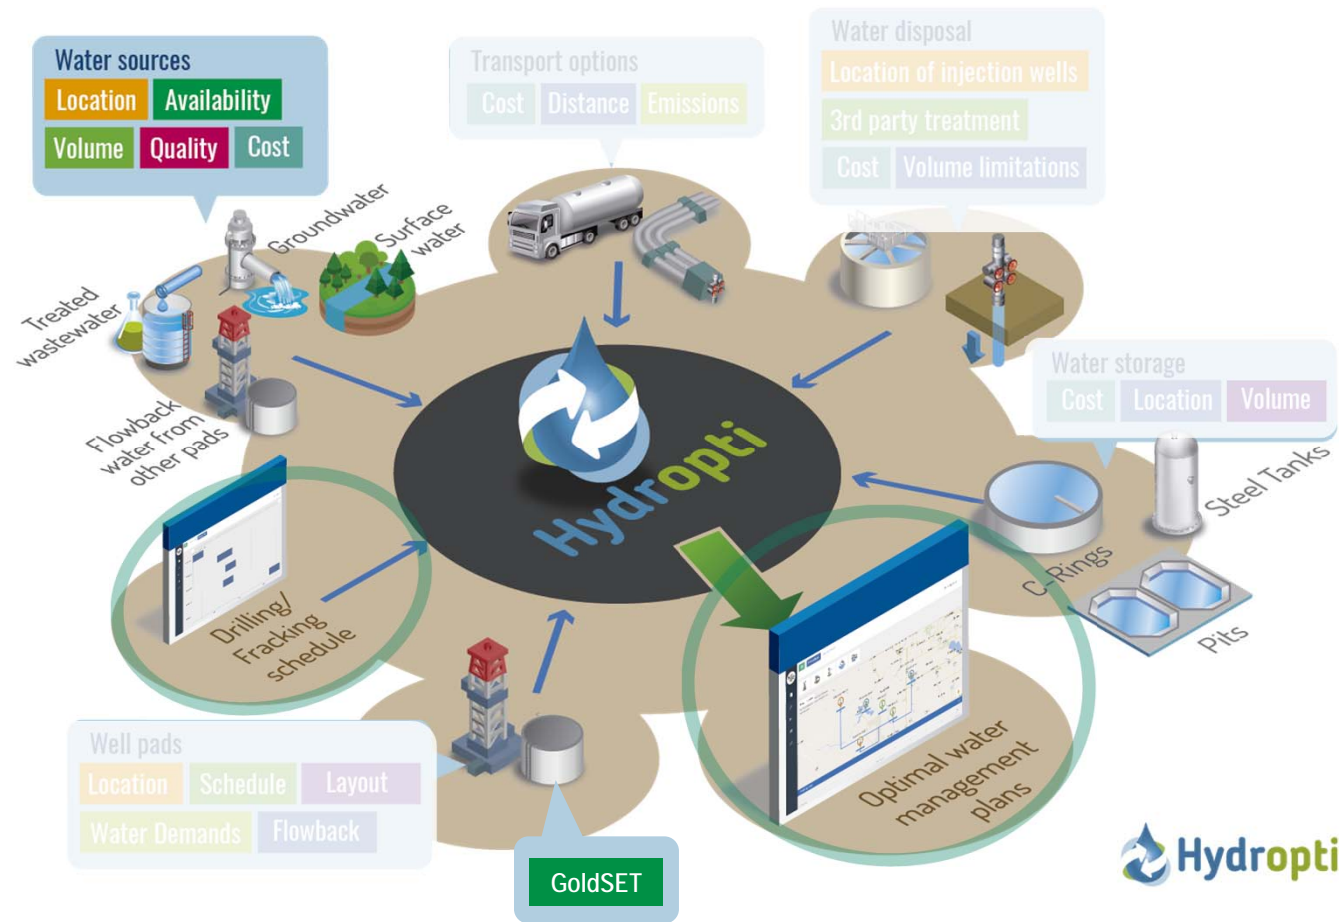 Water sources
Location Availability
Volume Quality Cost
Transport options
Cost Distance Emissions
Water disposal
Location of injection wells
3rd party treatment
Cost Volume limitations
Groundwater
Surface
water
Treated
wastewater
Flowback
water from
other pads
Water storage
Cost Location Volume
Steel Tanks
C-Rings
Pits
Hydropti
Drilling/
Fracking
schedule
Well pads
Location Schedule Layout
Water Demands Flowback
Optimal water
management
plans
GoldSET
Hydropti